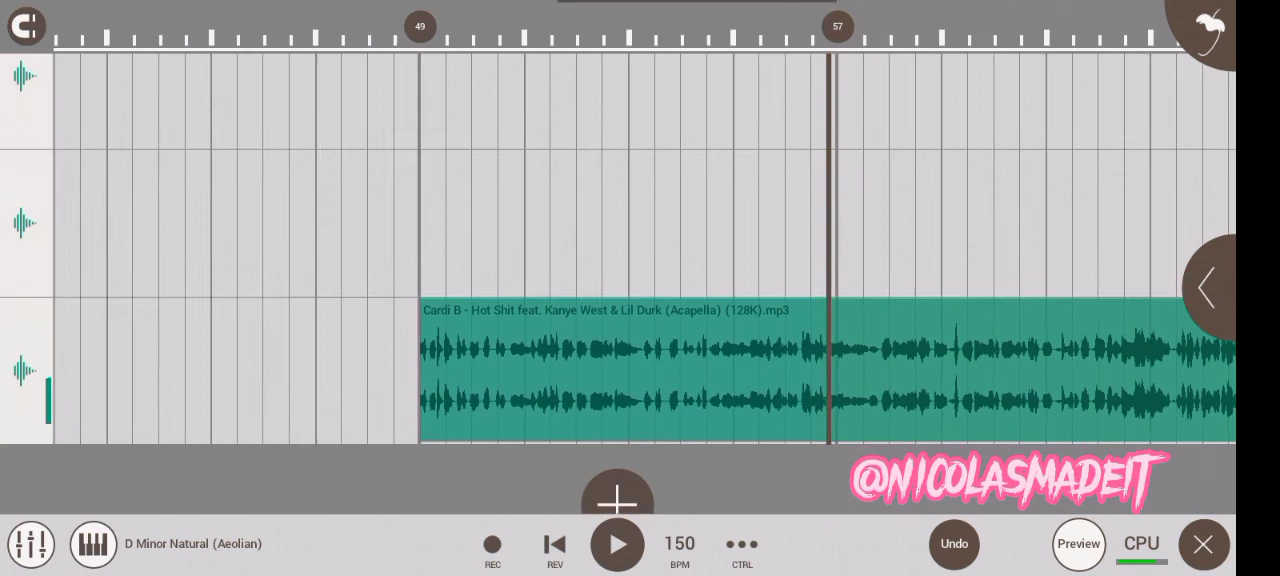 49
57
Cardi B - Hot Shit feat. Kanye West & Lil Durk (Acapella) (128K).mp3
@NICOLASMADEIT
D Minor Natural (Aeolian)
REC
REV
150
BPM
CTRL
Undo
Preview
CPU